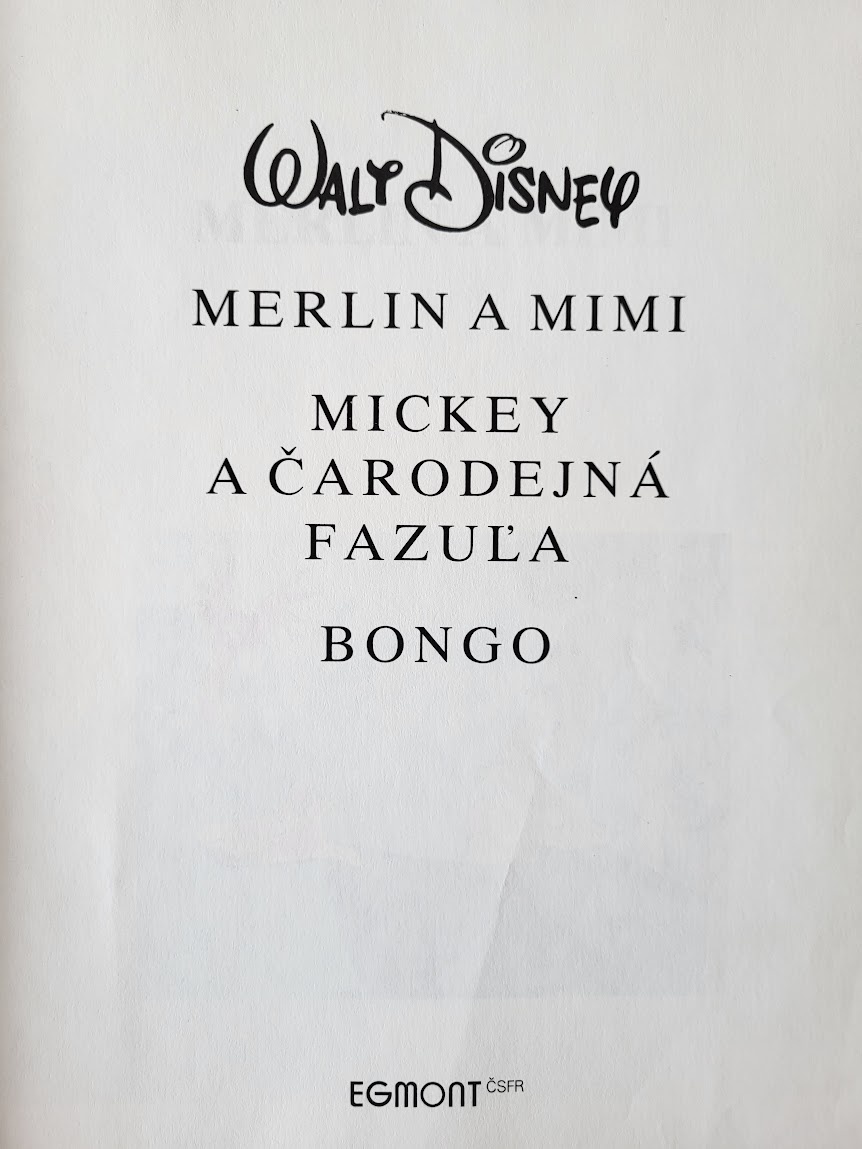 WALT DISNEY
MERLIN A MIMI
MICKEY
A ČARODEJNÁ
FAZUĽA
BONGO
EGMONT ČSFR